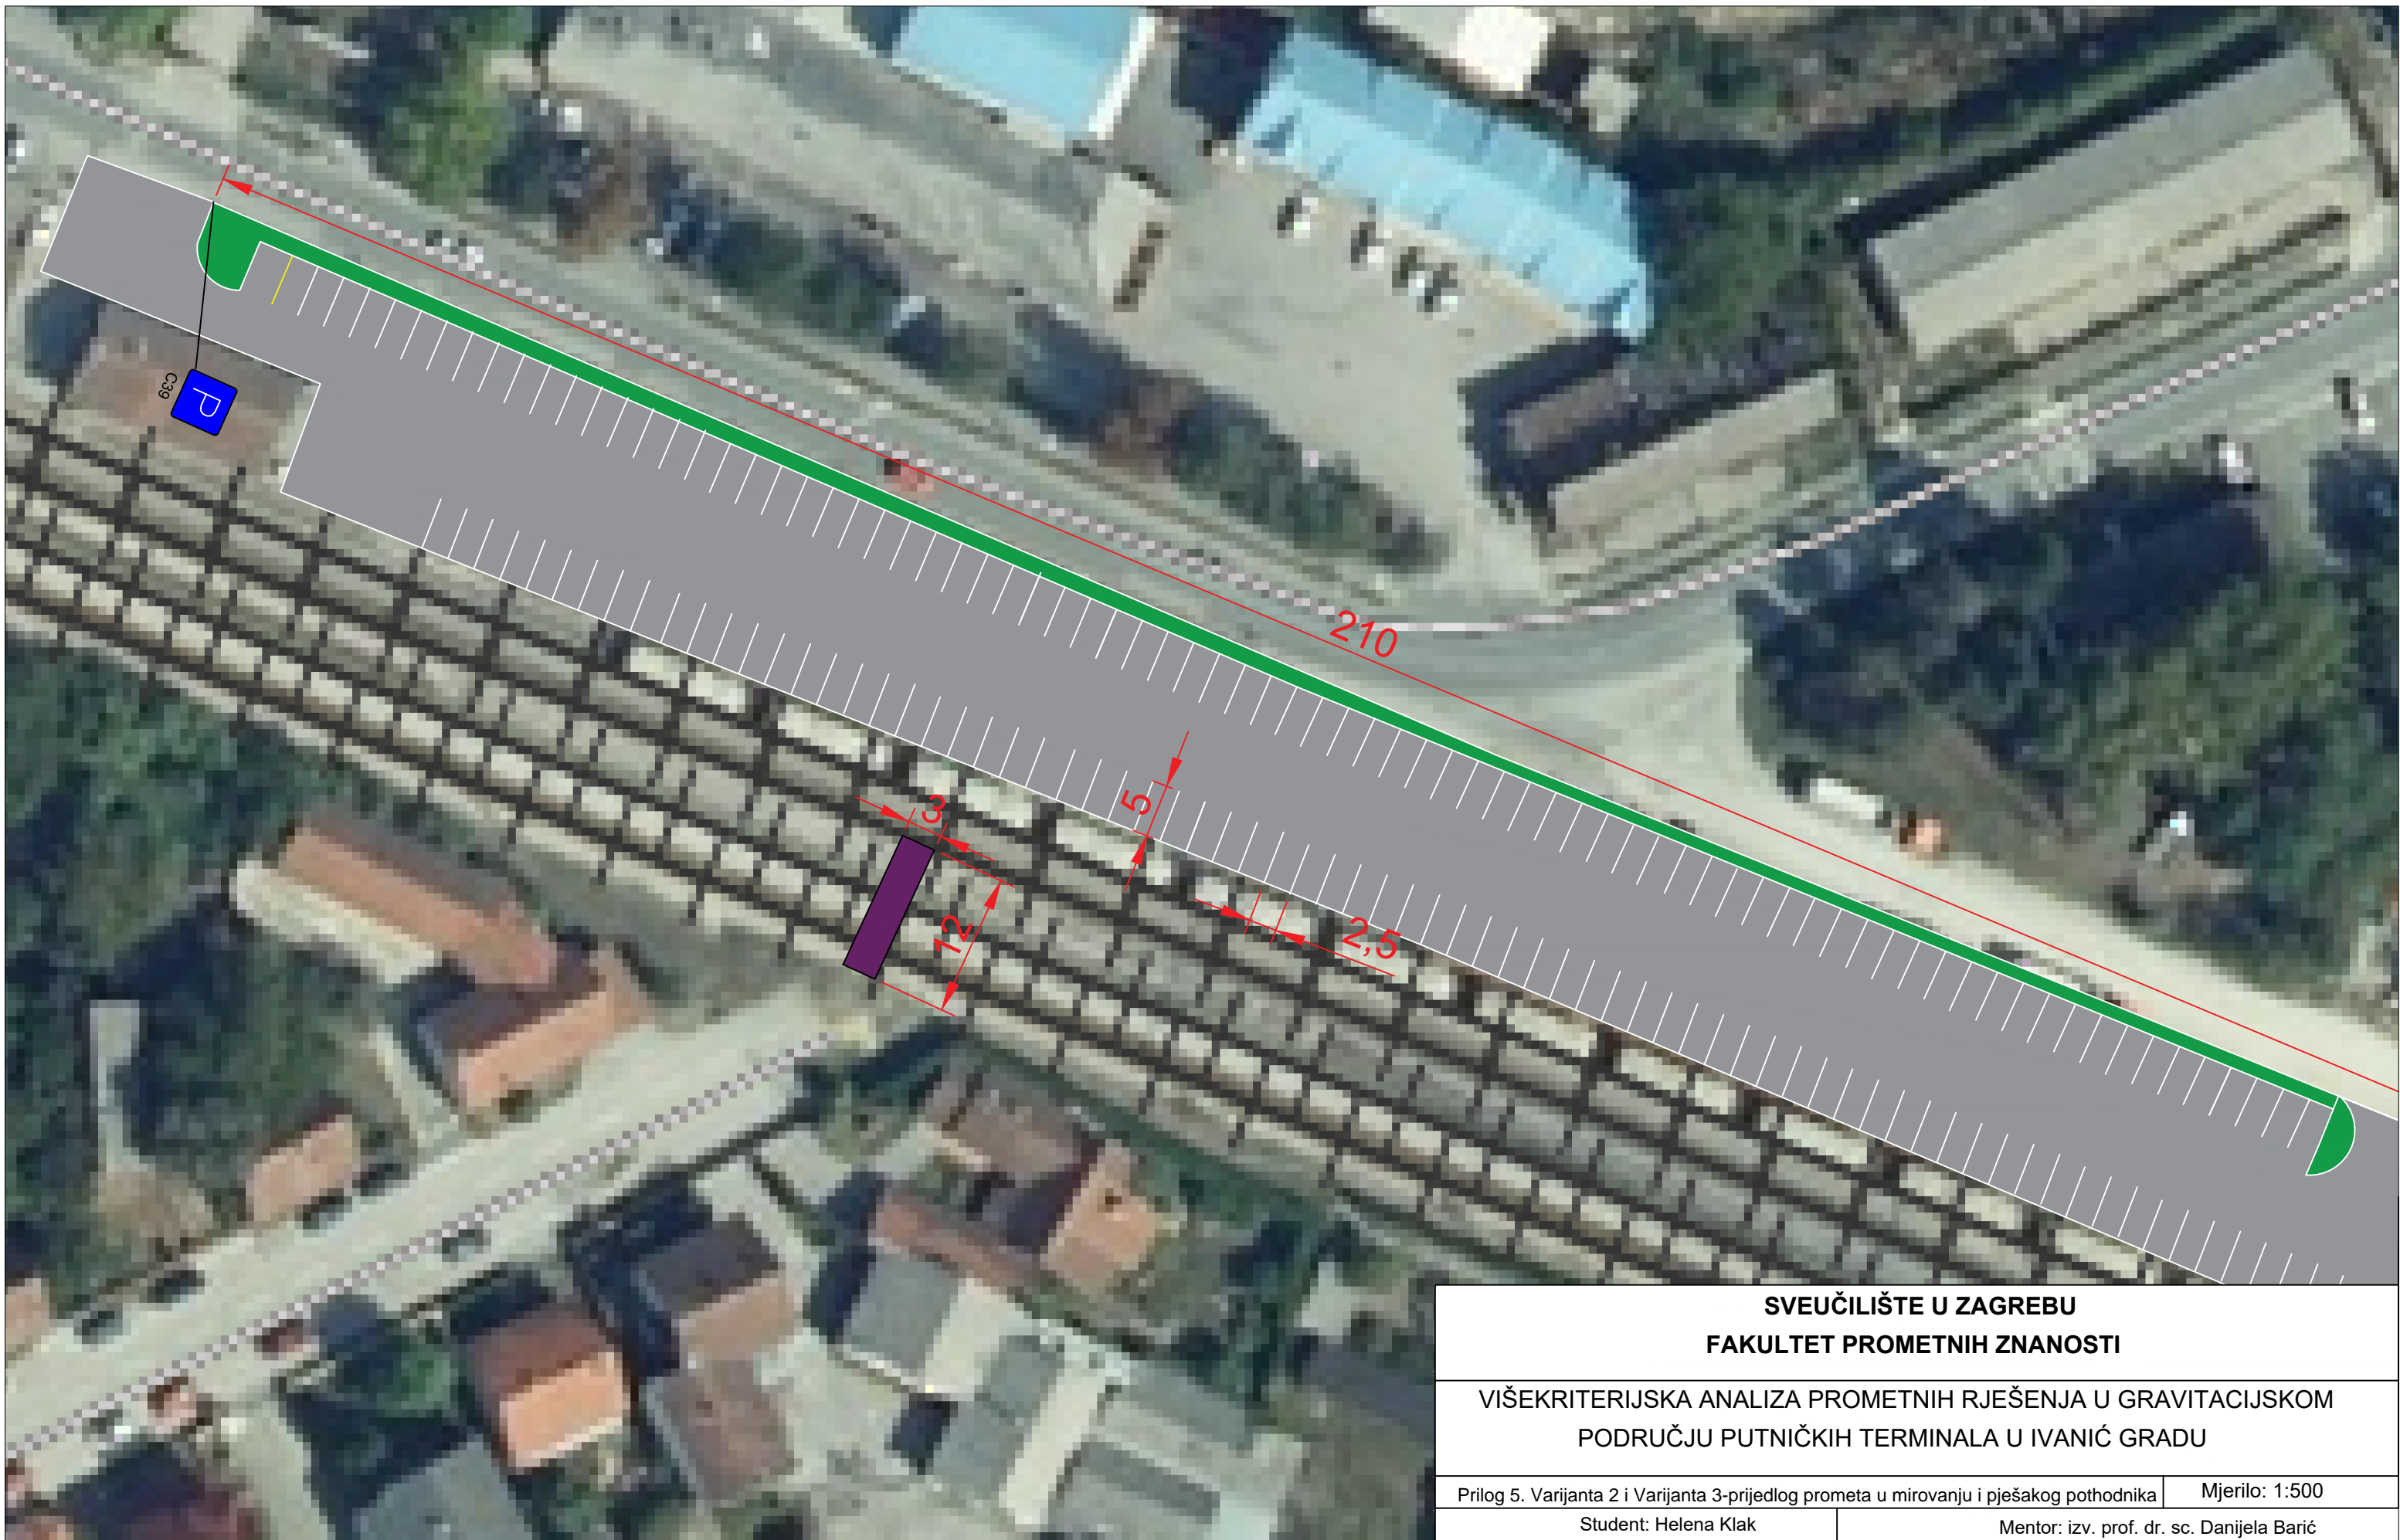 C39
P
210
5
3
12
2,5
SVEUČILIŠTE U ZAGREBU
FAKULTET PROMETNIH ZNANOSTI
VIŠEKRITERIJSKA ANALIZA PROMETNIH RJEŠENJA U GRAVITACIJSKOM
PODRUČJU PUTNIČKIH TERMINALA U IVANIĆ GRADU
Prilog 5. Varijanta 2 i Varijanta 3-prijedlog prometa u mirovanju i pješakog pothodnika
Mjerilo: 1:500
Student: Helena Klak
Mentor: izv. prof. dr. sc. Danijela Barić